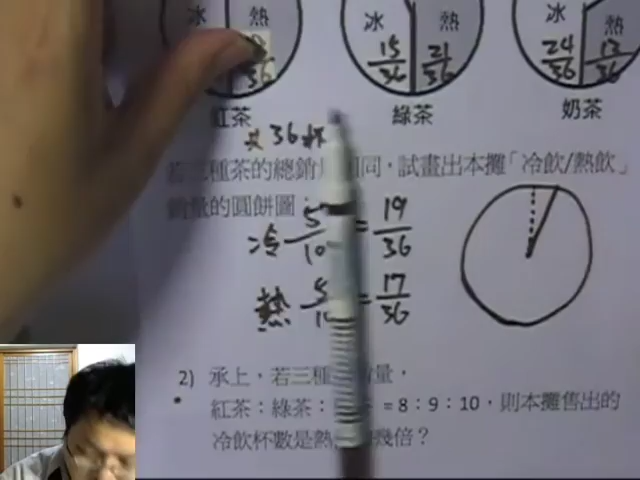 冰 熱 冰 熱 冰 熱
36 15/36 21/36 24/36 13/36
紅茶 綠茶 奶茶
共36杯
若三種茶的總銷 相同，試畫出本攤「冷飲/熱飲」
銷量的圓餅圖：
冷 = 19/36
熱 = 17/36
2) 承上，若三種 量，
紅茶：綠茶： = 8：9：10，則本攤售出的
冷飲杯數是熱 幾倍？